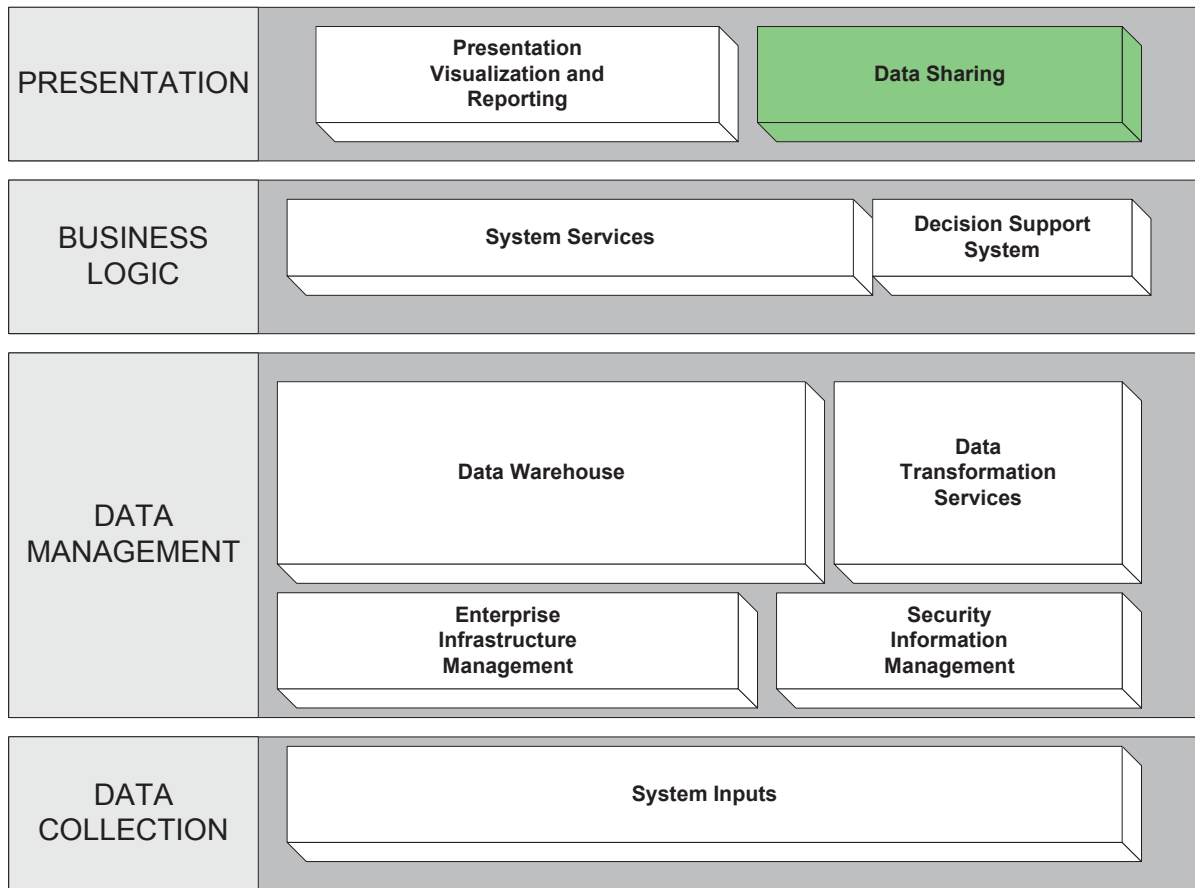 PRESENTATION
Presentation
Visualization and
Reporting
Data Sharing
BUSINESS
LOGIC
System Services
Decision Support
System
DATA
MANAGEMENT
Data Warehouse
Data
Transformation
Services
Enterprise
Infrastructure
Management
Security
Information
Management
DATA
COLLECTION
System Inputs